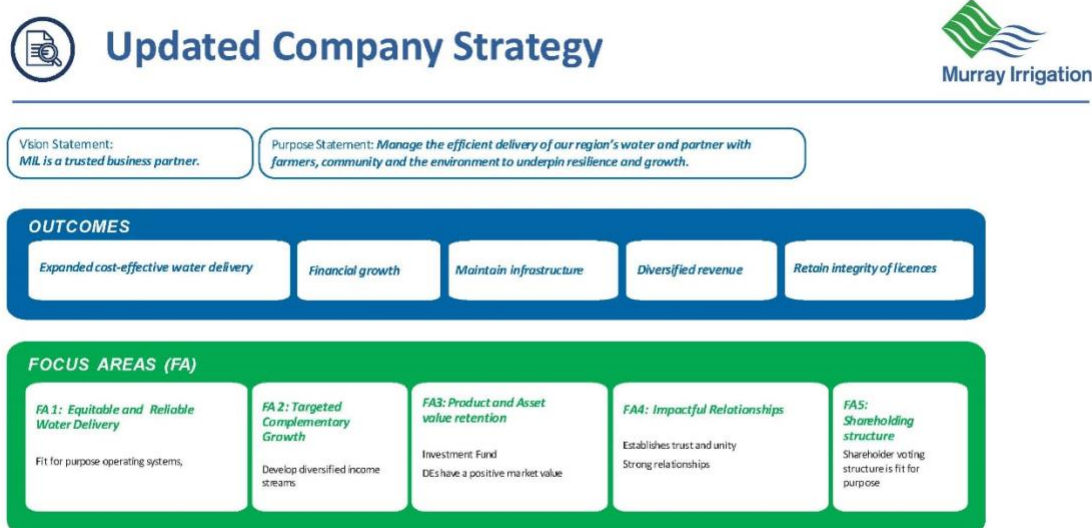 Updated Company Strategy
Murray Irrigation
Vision Statement:
MIL is a trusted business partner.
Purpose Statement: Manage the efficient delivery of our region's water and partner with
farmers, community and the environment to underpin resilience and growth.
OUTCOMES
Expanded cost-effective water delivery
Financial growth
Maintain infrastructure
Diversified revenue
Retain integrity of licences
FOCUS AREAS (FA)
FA 1: Equitable and Reliable
Water Delivery
Fit for purpose operating systems,
FA 2: Targeted
Complementary
Growth
Develop diversified income
streams
FA3: Product and Asset
value retention
Investment Fund
DEs have a positive market value
FA4: Impactful Relationships
Establishes trust and unity
Strong relationships
FA5:
Shareholding
structure
Shareholder voting
structure is fit for
purpose